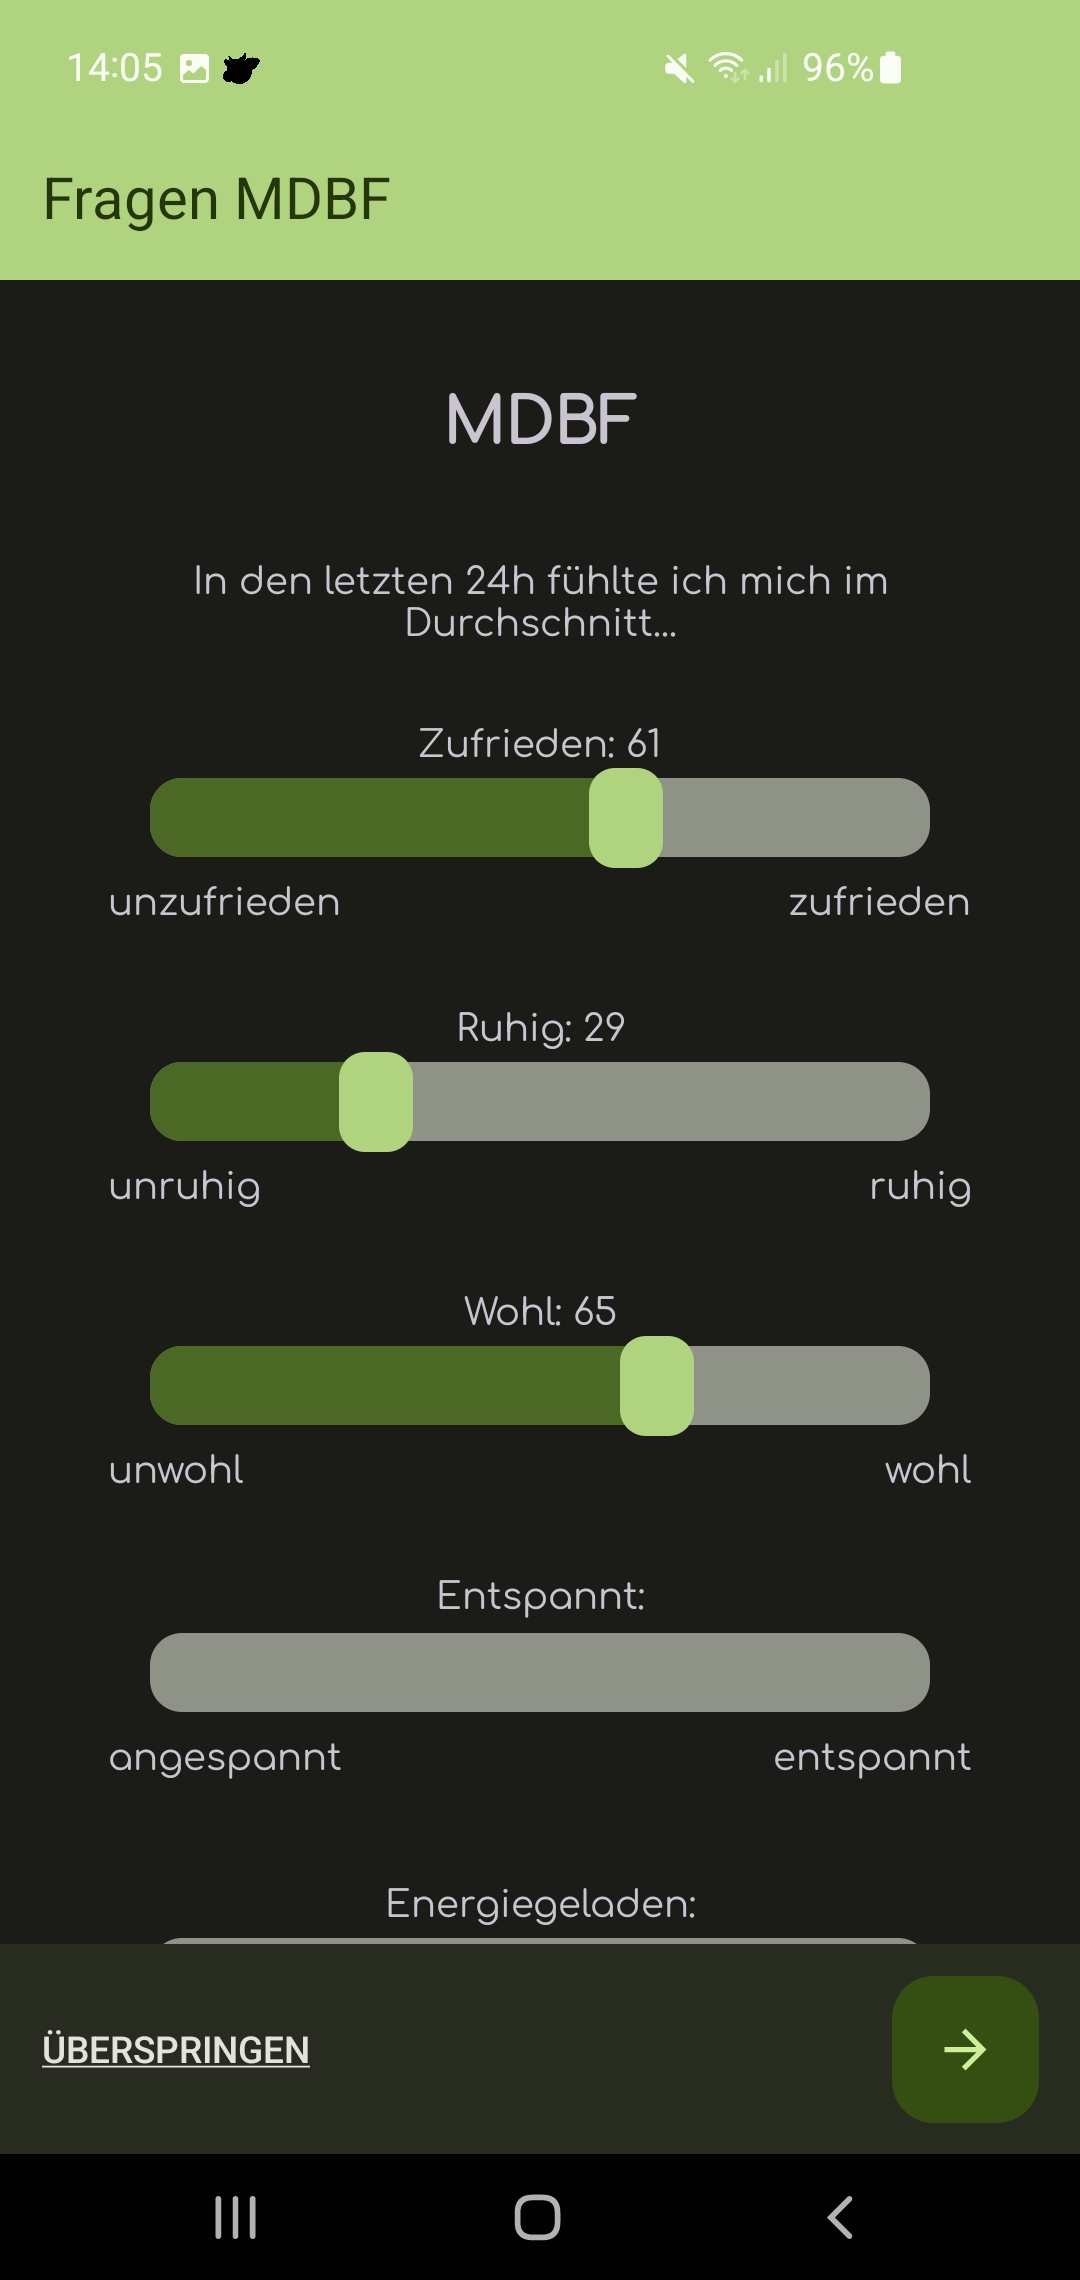 14:05
96%
Fragen MDBF
MDBF
In den letzten 24h fühlte ich mich im
Durchschnitt...
Zufrieden: 61
unzufrieden zufrieden
Ruhig: 29
unruhig ruhig
Wohl: 65
unwohl wohl
Entspannt:
angespannt entspannt
Energiegeladen:
ÜBERSPRINGEN